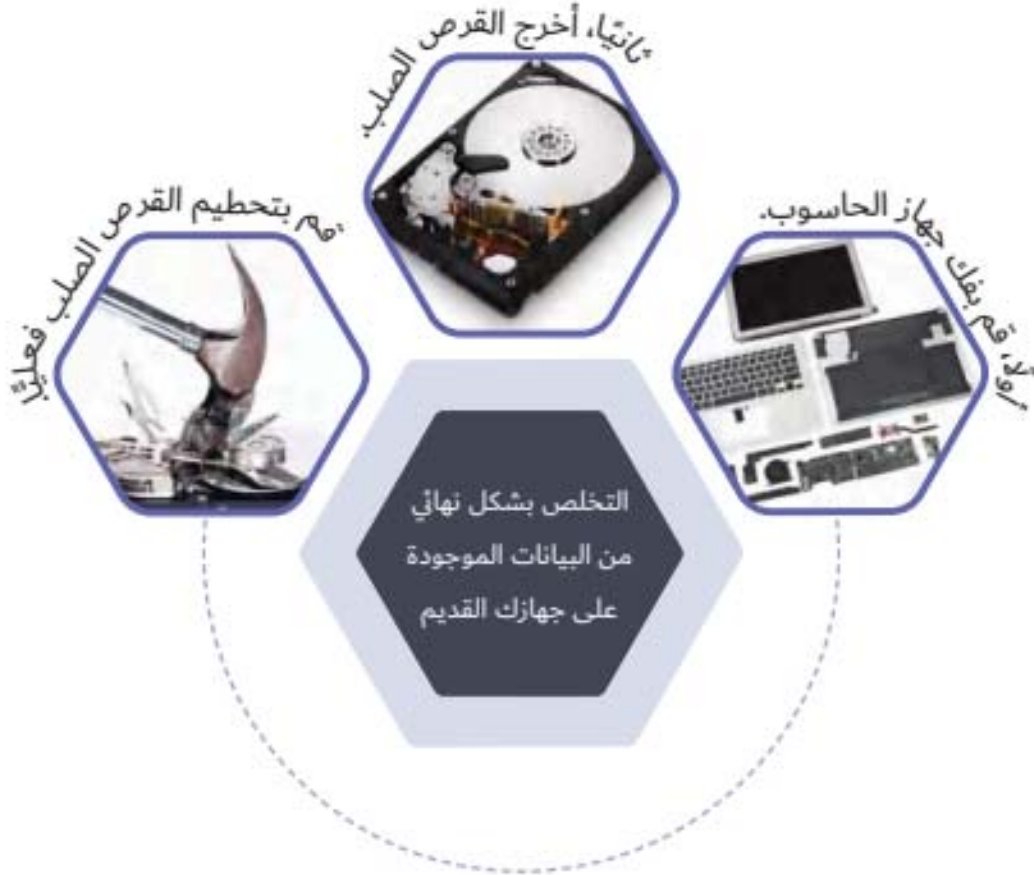 أولًا، قم بفك جهاز الحاسوب.
ثانيًا، أخرج القرص الصلب.
قم بتحطيم القرص الصلب فعليًّا.
التخلص بشكل نهائي
من البيانات الموجودة
على جهازك القديم